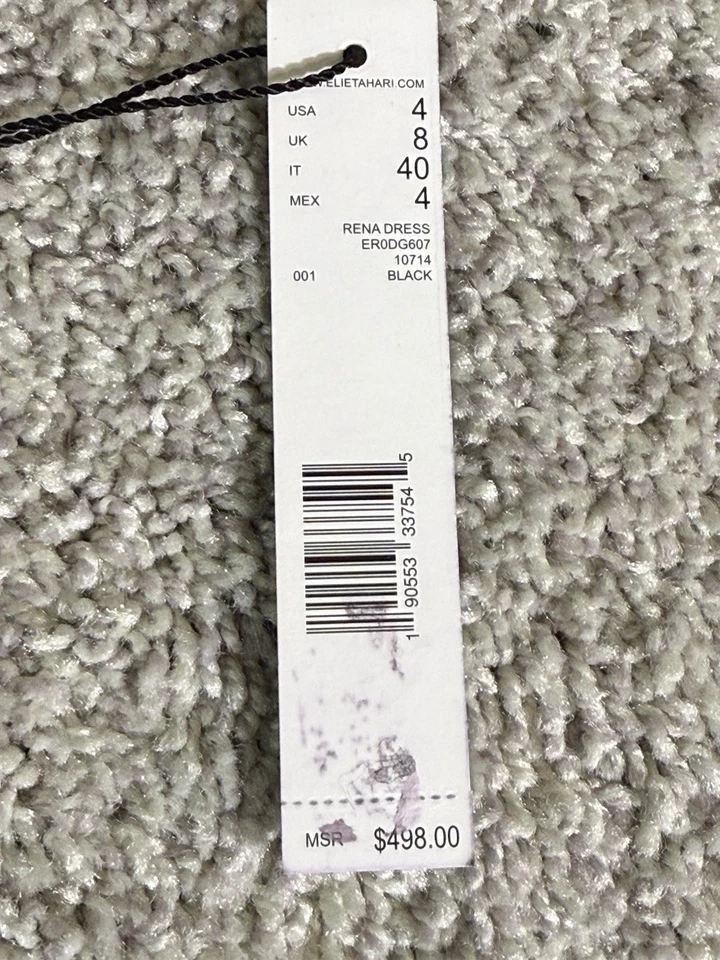 .ELIETAHARI.COM
USA 4
UK 8
IT 40
MEX 4
RENA DRESS
ER0DG607
10714
001 BLACK
1 90553 33754 5
MSR $498.00